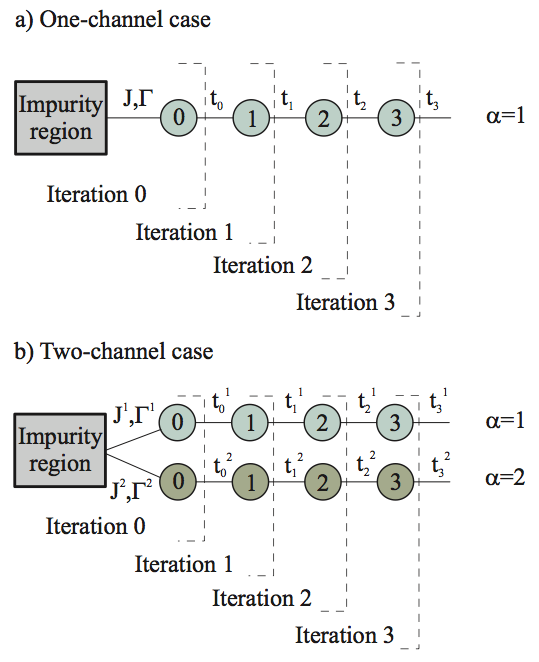 a) One-channel case
Impurity region
J,Γ
0
t₀
1
t₁
2
t₂
3
t₃
α=1
Iteration 0
Iteration 1
Iteration 2
Iteration 3
b) Two-channel case
Impurity region
J¹,Γ¹
0
t₀¹
1
t₁¹
2
t₂¹
3
t₃¹
α=1
J²,Γ²
0
t₀²
1
t₁²
2
t₂²
3
t₃²
α=2
Iteration 0
Iteration 1
Iteration 2
Iteration 3